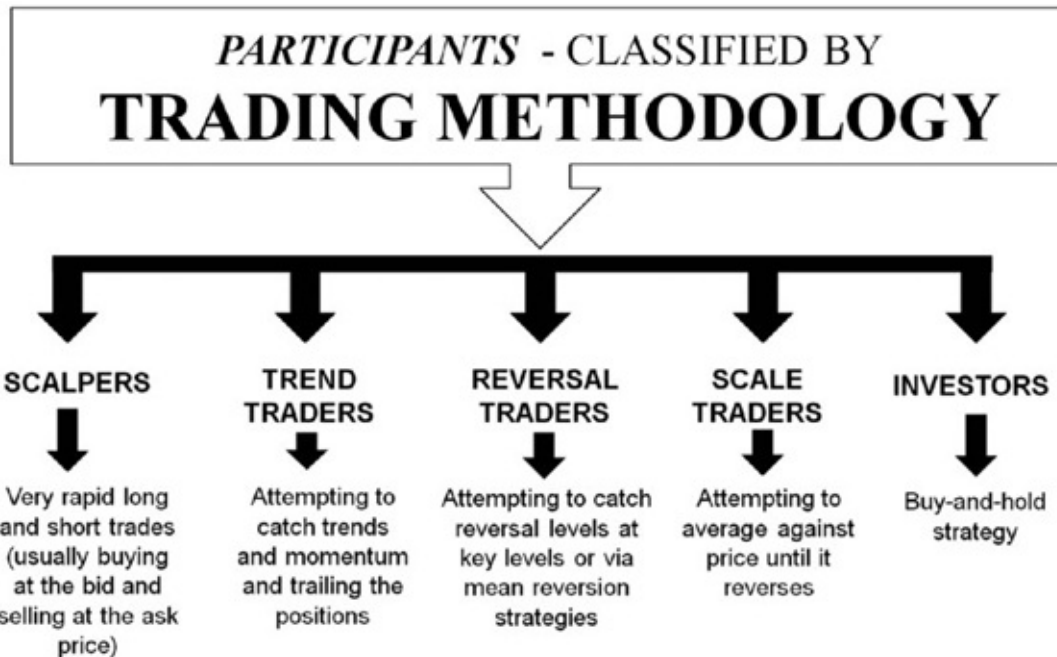 PARTICIPANTS - CLASSIFIED BY
TRADING METHODOLOGY
SCALPERS
Very rapid long
and short trades
(usually buying
at the bid and
selling at the ask
price)
TREND
TRADERS
Attempting to
catch trends
and momentum
and trailing the
positions
REVERSAL
TRADERS
Attempting to catch
reversal levels at
key levels or via
mean reversion
strategies
SCALE
TRADERS
Attempting to
average against
price until it
reverses
INVESTORS
Buy-and-hold
strategy